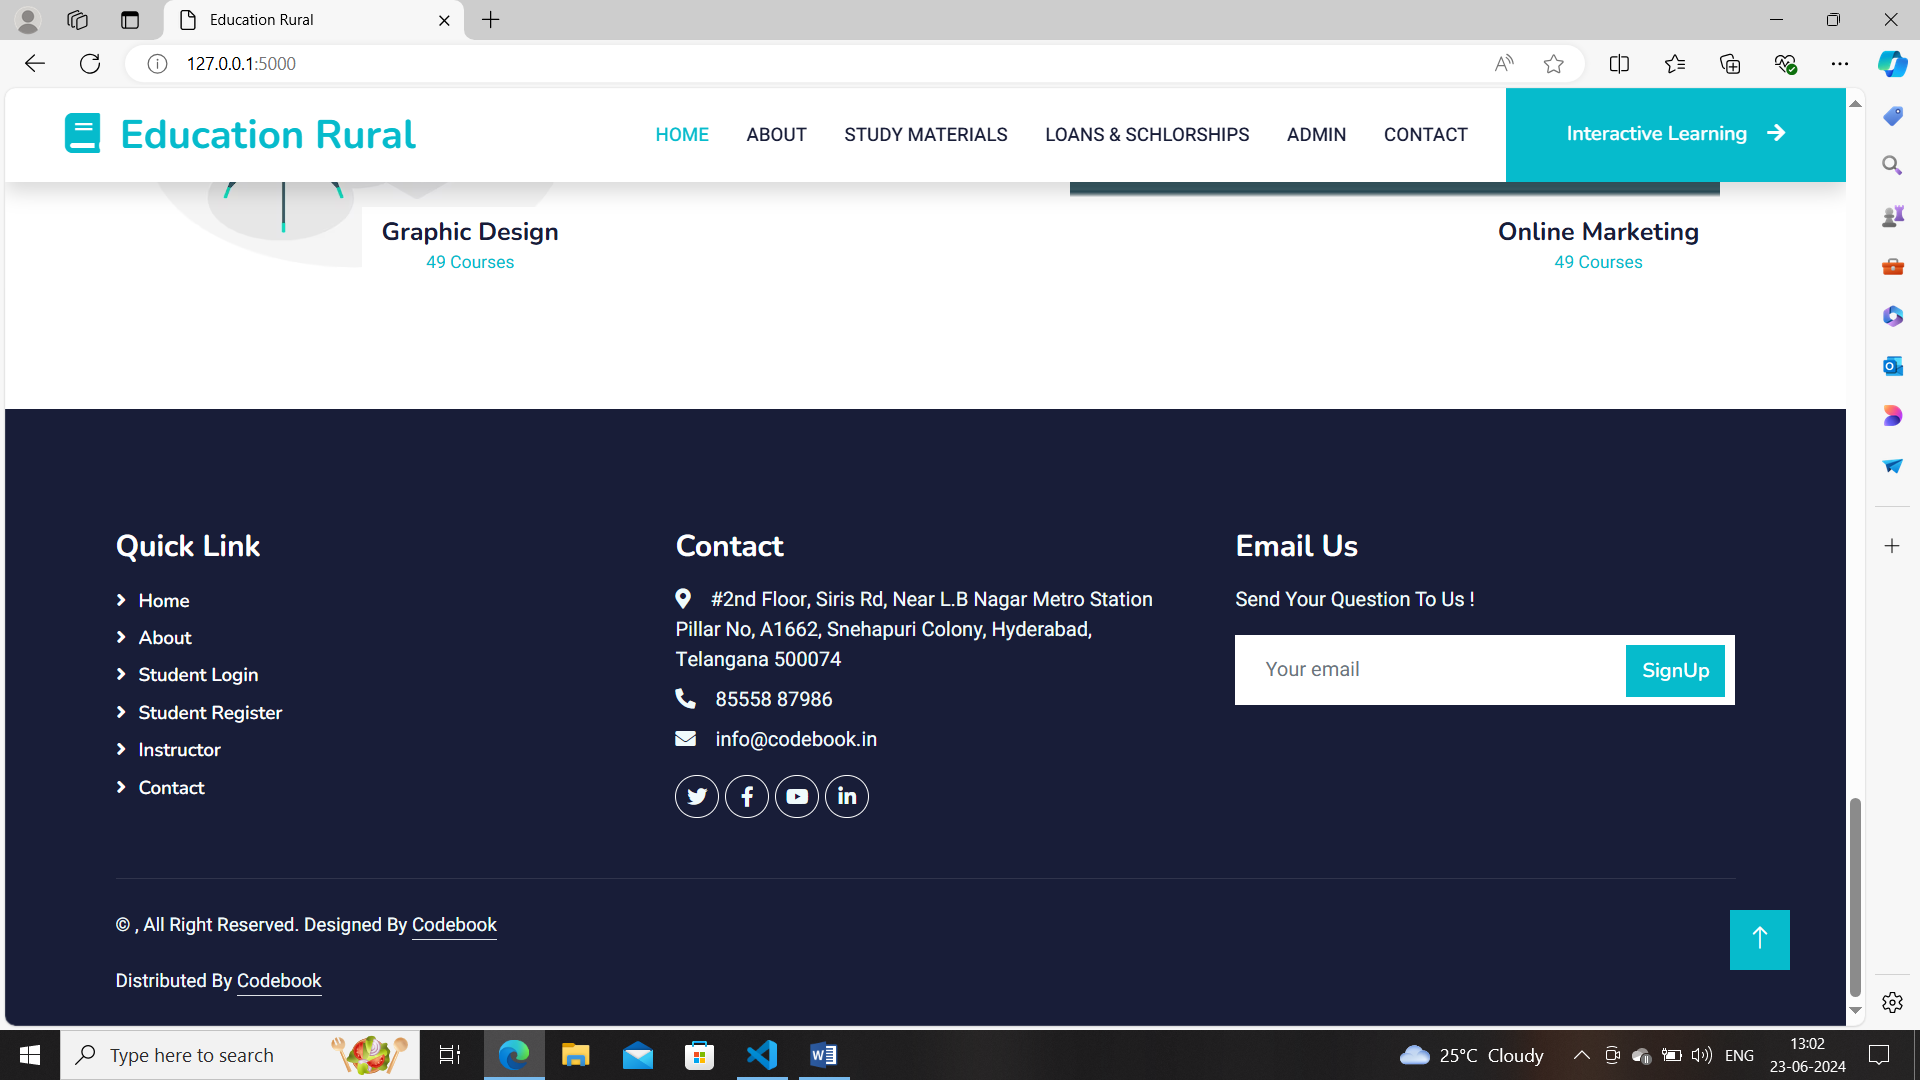 Education Rural
127.0.0.1:5000
Education Rural
HOME
ABOUT
STUDY MATERIALS
LOANS & SCHLORSHIPS
ADMIN
CONTACT
Interactive Learning
Graphic Design
49 Courses
Online Marketing
49 Courses
Quick Link
Home
About
Student Login
Student Register
Instructor
Contact
Contact
#2nd Floor, Siris Rd, Near L.B Nagar Metro Station
Pillar No, A1662, Snehapuri Colony, Hyderabad,
Telangana 500074
85558 87986
info@codebook.in
Email Us
Send Your Question To Us !
Your email
SignUp
© , All Right Reserved. Designed By Codebook
Distributed By Codebook
Type here to search
25°C Cloudy
ENG
13:02
23-06-2024